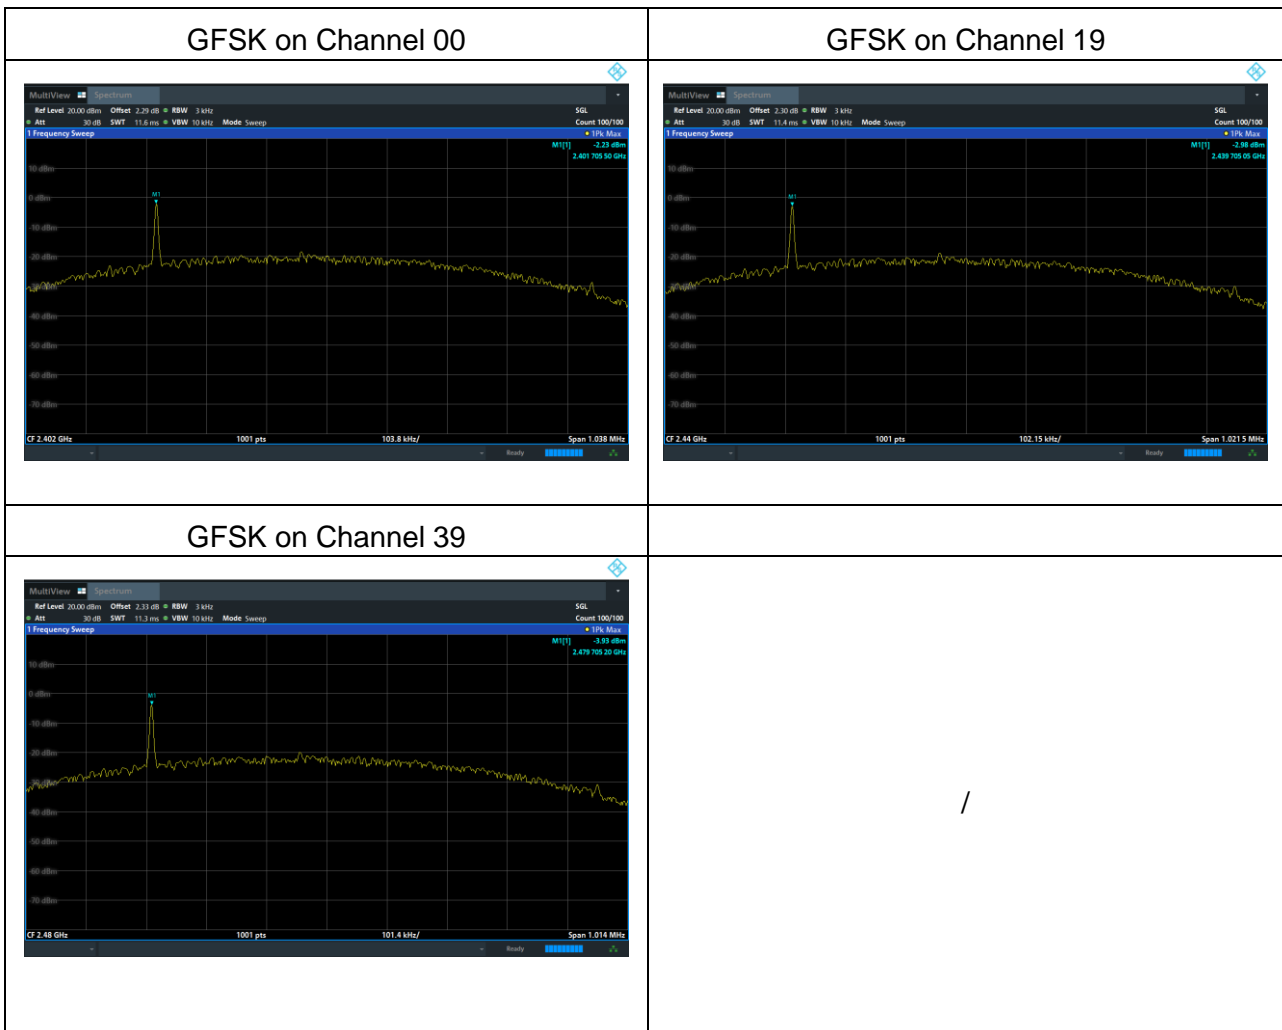 GFSK on Channel 00
GFSK on Channel 19
MultiView Spectrum
Ref Level 20.00 dBm Offset 2.29 dB RBW 3 kHz SGL
Att 30 dB SWT 11.6 ms VBW 10 kHz Mode Sweep Count 100/100
1 Frequency Sweep 1Pk Max
M1[1] -2.23 dBm
2.401 705 50 GHz
10 dBm
M1
0 dBm
-10 dBm
-20 dBm
-30 dBm
-40 dBm
-50 dBm
-60 dBm
-70 dBm
CF 2.402 GHz 1001 pts 103.8 kHz/ Span 1.038 MHz
Ready
MultiView Spectrum
Ref Level 20.00 dBm Offset 2.30 dB RBW 3 kHz SGL
Att 30 dB SWT 11.4 ms VBW 10 kHz Mode Sweep Count 100/100
1 Frequency Sweep 1Pk Max
M1[1] -2.98 dBm
2.439 705 05 GHz
10 dBm
M1
0 dBm
-10 dBm
-20 dBm
-30 dBm
-40 dBm
-50 dBm
-60 dBm
-70 dBm
CF 2.44 GHz 1001 pts 102.15 kHz/ Span 1.021 5 MHz
Ready
GFSK on Channel 39
MultiView Spectrum
Ref Level 20.00 dBm Offset 2.33 dB RBW 3 kHz SGL
Att 30 dB SWT 11.3 ms VBW 10 kHz Mode Sweep Count 100/100
1 Frequency Sweep 1Pk Max
M1[1] -3.93 dBm
2.479 705 20 GHz
10 dBm
M1
0 dBm
-10 dBm
-20 dBm
-30 dBm
-40 dBm
-50 dBm
-60 dBm
-70 dBm
CF 2.48 GHz 1001 pts 101.4 kHz/ Span 1.014 MHz
Ready
/